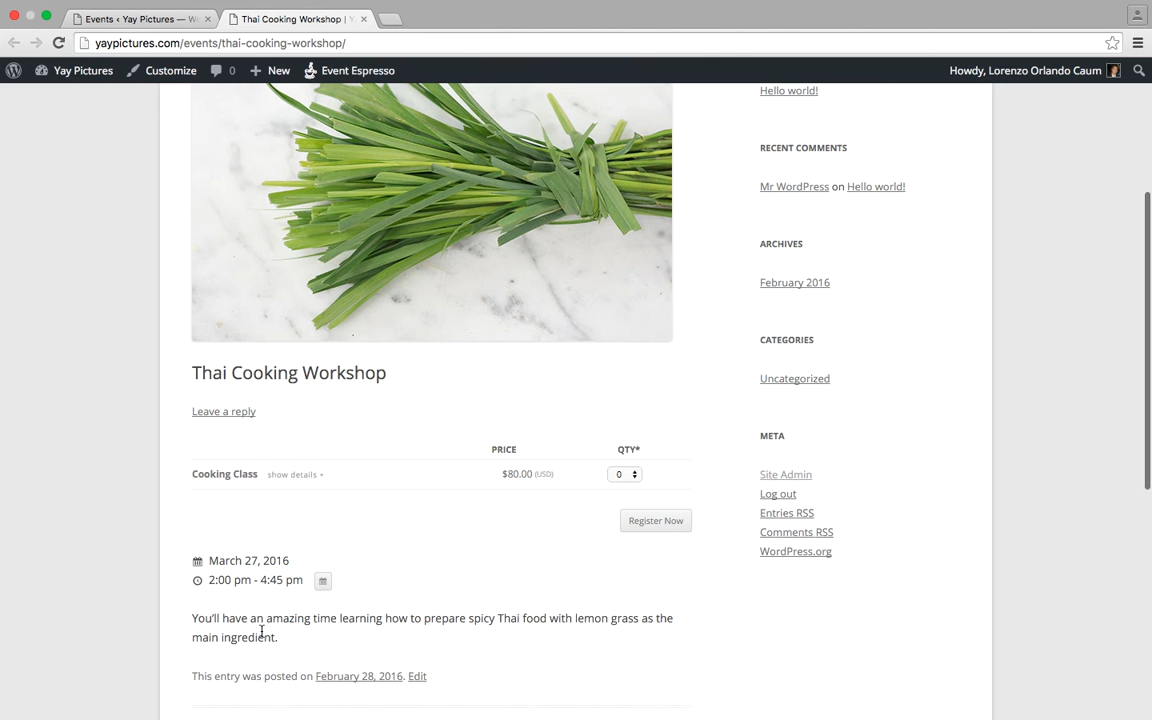 Events ‹ Yay Pictures — W
Thai Cooking Workshop | Y
yaypictures.com/events/thai-cooking-workshop/
Yay Pictures
Customize
0
New
Event Espresso
Howdy, Lorenzo Orlando Caum
Hello world!
RECENT COMMENTS
Mr WordPress on Hello world!
ARCHIVES
February 2016
CATEGORIES
Uncategorized
META
Site Admin
Log out
Entries RSS
Comments RSS
WordPress.org
Thai Cooking Workshop
Leave a reply
PRICE QTY*
Cooking Class show details + $80.00 (USD) 0
Register Now
March 27, 2016
2:00 pm - 4:45 pm
You'll have an amazing time learning how to prepare spicy Thai food with lemon grass as the
main ingredient.
This entry was posted on February 28, 2016. Edit